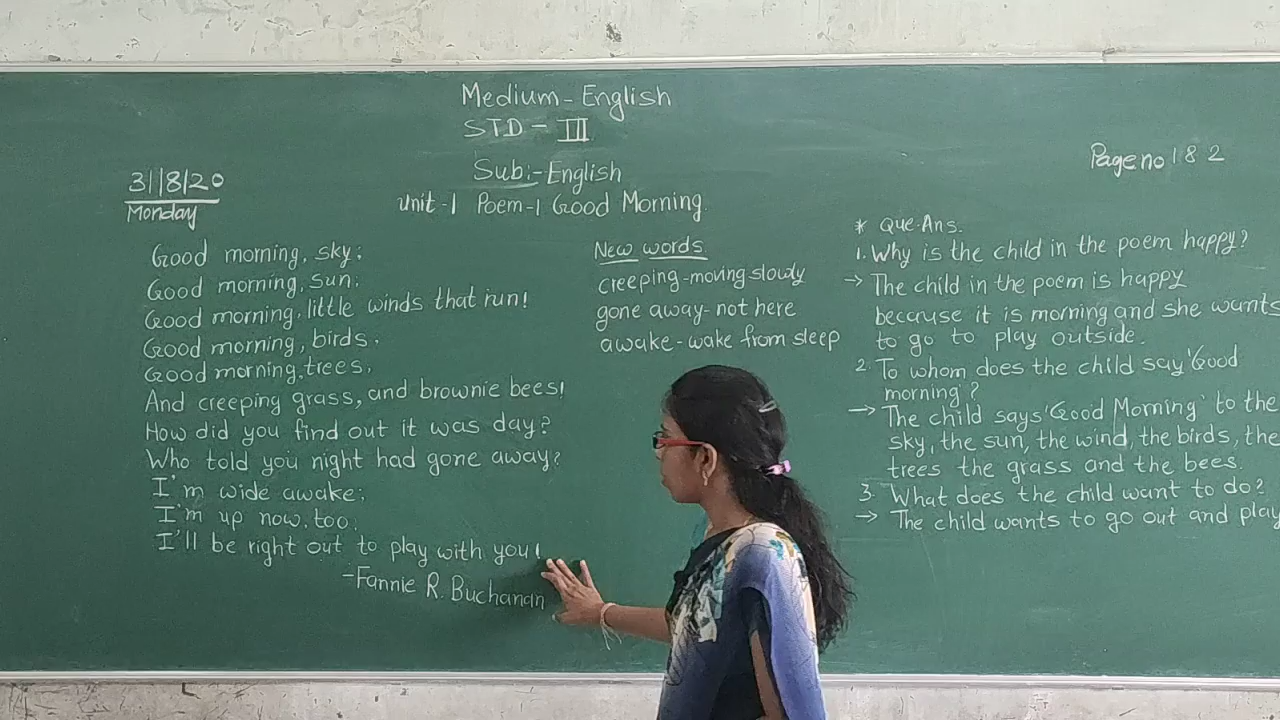 Medium - English
STD - III
Sub:- English
Unit - 1 Poem - 1 Good Morning.
Page no 1 & 2
31/8/20
Monday
Good morning, sky;
Good morning, sun;
Good morning, little winds that run!
Good morning, birds.
Good morning, trees,
And creeping grass, and brownie bees!
How did you find out it was day?
Who told you night had gone away?
I'm wide awake;
I'm up now, too.
I'll be right out to play with you!
- Fannie R. Buchanan
New words
creeping - moving slowly
gone away - not here
awake - wake from sleep
* Que-Ans.
1. Why is the child in the poem happy?
→ The child in the poem is happy
because it is morning and she wants
to go to play outside.
2. To whom does the child say 'Good
morning'?
→ The child says 'Good Morning' to the
sky, the sun, the wind, the birds, the
trees the grass and the bees.
3. What does the child want to do?
→ The child wants to go out and play